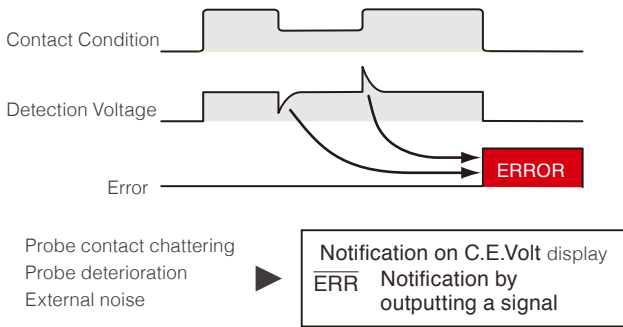 Contact Condition
Detection Voltage
Error
ERROR
Probe contact chattering
Probe deterioration
External noise
Notification on C.E.Volt display
E̅R̅R̅ Notification by
outputting a signal